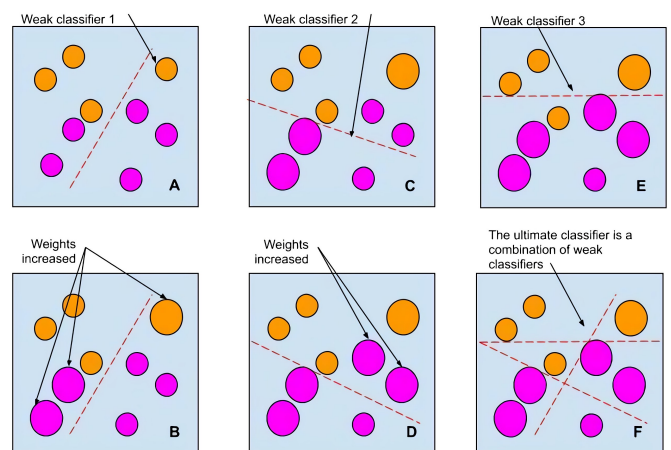 Weak classifier 1
Weak classifier 2
Weak classifier 3
A
C
E
Weights
increased
Weights
increased
The ultimate classifier is a
combination of weak
classifiers
B
D
F